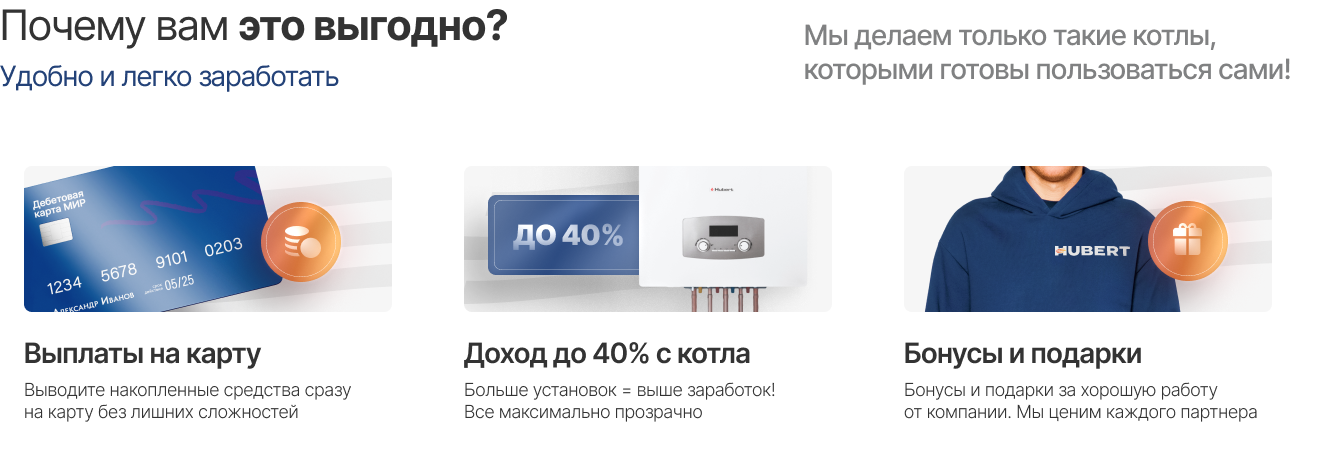 Почему вам это выгодно?
Удобно и легко заработать
Мы делаем только такие котлы,
которыми готовы пользоваться сами!
Дебетовая
карта МИР
1234 5678 9101 0203
05/25
Александр Иванов
ДО 40%
Hubert
HUBERT
Выплаты на карту
Выводите накопленные средства сразу
на карту без лишних сложностей
Доход до 40% с котла
Больше установок = выше заработок!
Все максимально прозрачно
Бонусы и подарки
Бонусы и подарки за хорошую работу
от компании. Мы ценим каждого партнера